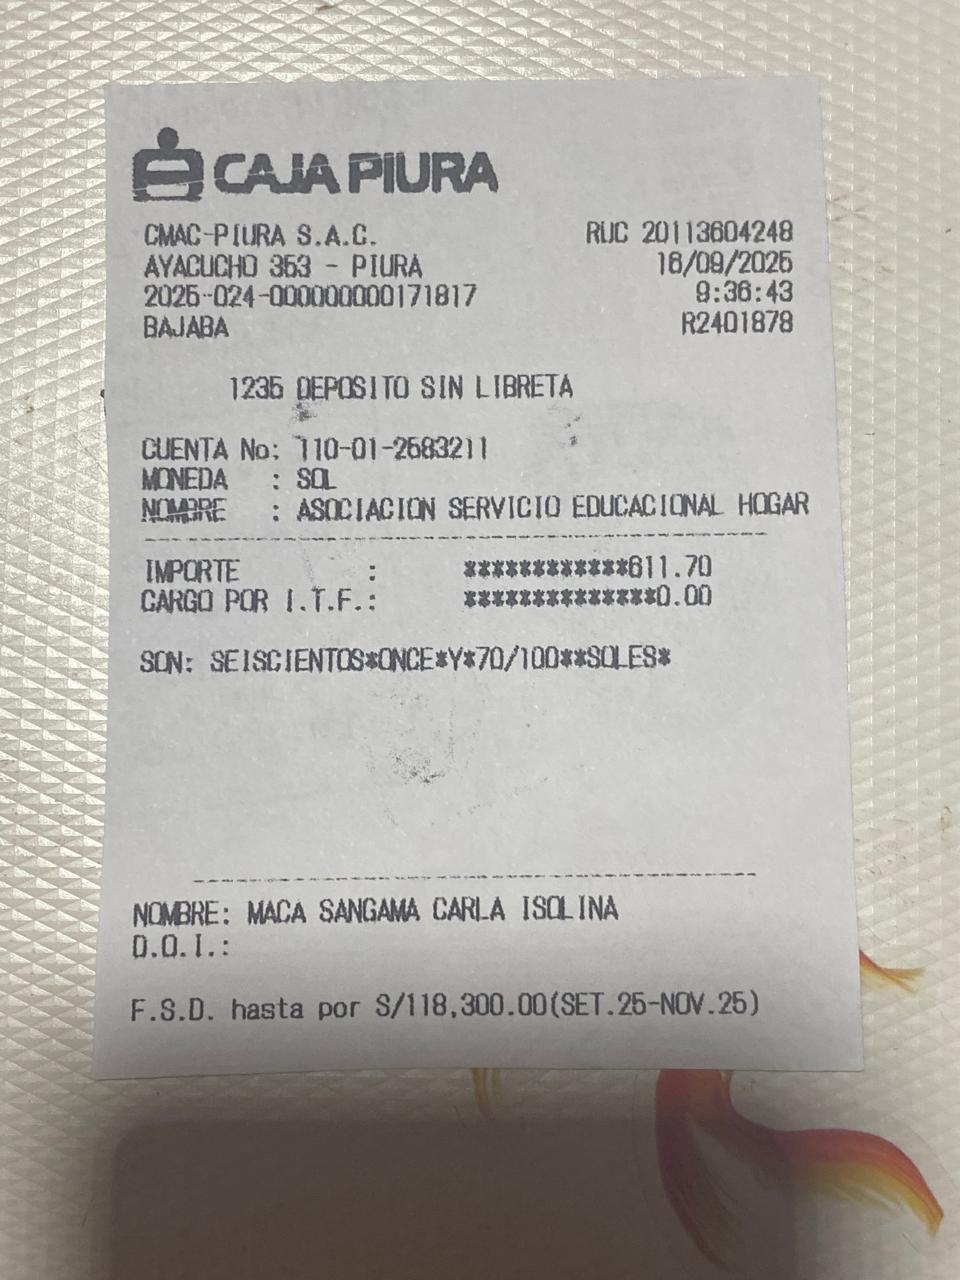 CAJA PIURA
CMAC-PIURA S.A.C. RUC 20113604248
AYACUCHO 353 - PIURA 16/09/2025
2025-024-000000000171817 9:36:43
BAJABA R2401878
1235 DEPOSITO SIN LIBRETA
CUENTA No: 110-01-2583211
MONEDA : SOL
NOMBRE : ASOCIACION SERVICIO EDUCACIONAL HOGAR
IMPORTE : ************611.70
CARGO POR I.T.F.: **************0.00
SON: SEISCIENTOS*ONCE*Y*70/100**SOLES*
NOMBRE: MACA SANGAMA CARLA ISOLINA
D.O.I.:
F.S.D. hasta por S/118,300.00(SET.25-NOV.25)